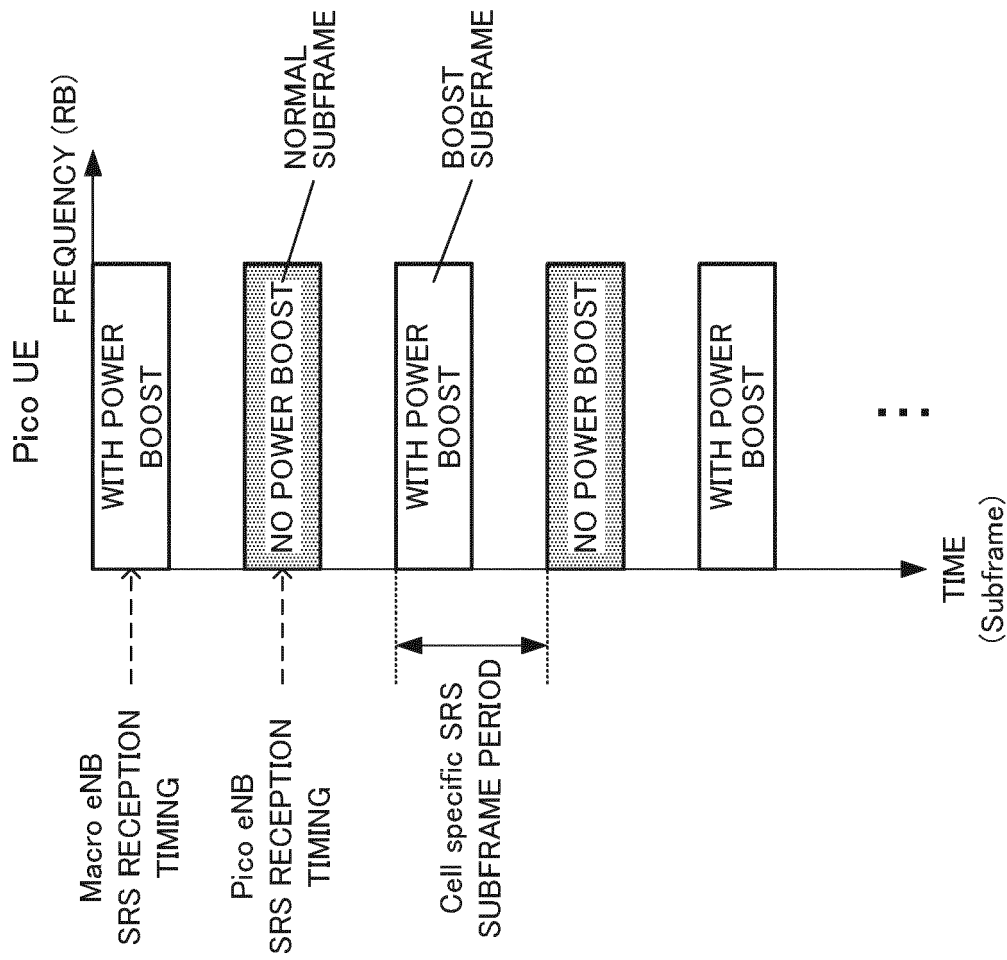 Pico UE
FREQUENCY (RB)
Macro eNB
SRS RECEPTION
TIMING
WITH POWER
BOOST
Pico eNB
SRS RECEPTION
TIMING
NO POWER BOOST
NORMAL
SUBFRAME
WITH POWER
BOOST
BOOST
SUBFRAME
Cell specific SRS
SUBFRAME PERIOD
NO POWER BOOST
WITH POWER
BOOST
TIME
(Subframe)